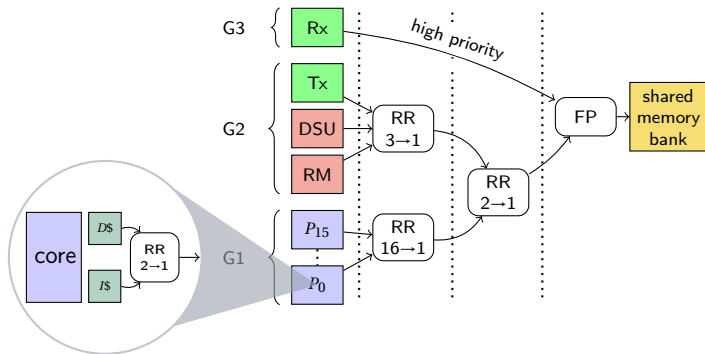 G3
Rx
high priority
G2
Tx
DSU
RM
RR
3→1
FP
shared
memory
bank
RR
2→1
G1
P15
P0
RR
16→1
core
D$
I$
RR
2→1